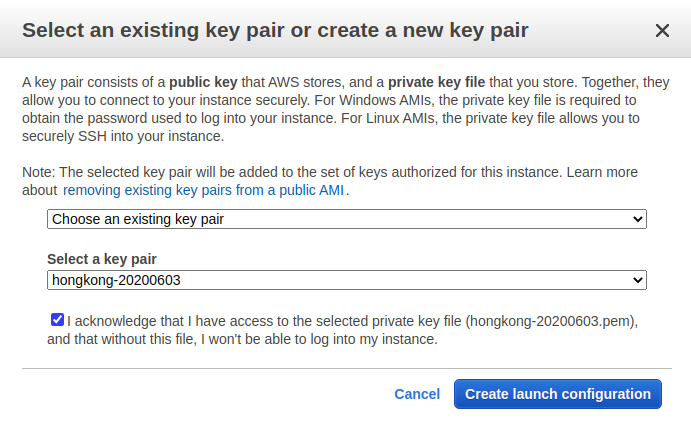 Select an existing key pair or create a new key pair
A key pair consists of a public key that AWS stores, and a private key file that you store. Together, they
allow you to connect to your instance securely. For Windows AMIs, the private key file is required to
obtain the password used to log into your instance. For Linux AMIs, the private key file allows you to
securely SSH into your instance.
Note: The selected key pair will be added to the set of keys authorized for this instance. Learn more
about removing existing key pairs from a public AMI.
Choose an existing key pair
Select a key pair
hongkong-20200603
I acknowledge that I have access to the selected private key file (hongkong-20200603.pem),
and that without this file, I won't be able to log into my instance.
Cancel Create launch configuration